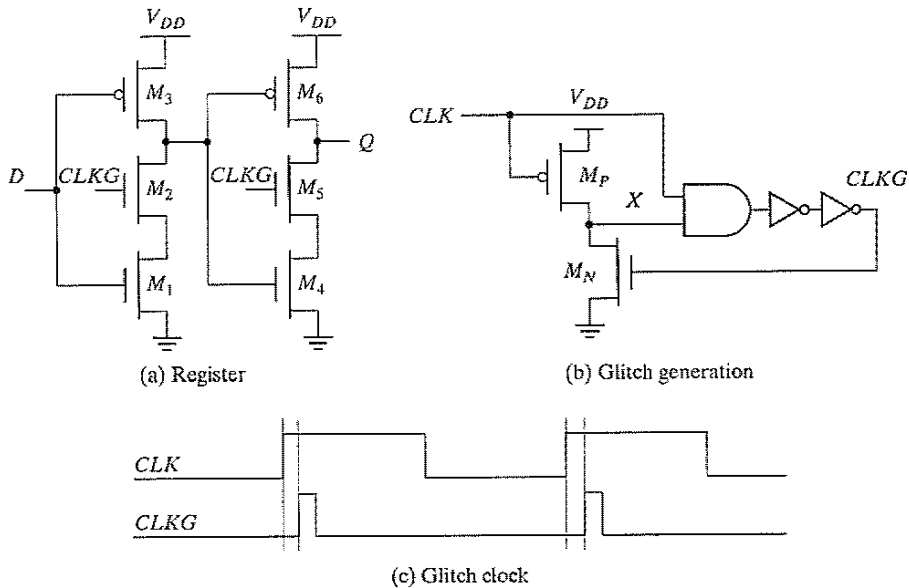 V_DD
V_DD
M_3
M_6
D
CLKG
M_2
CLKG
M_5
Q
M_1
M_4
(a) Register
CLK
V_DD
M_P
X
CLKG
M_N
(b) Glitch generation
CLK
CLKG
(c) Glitch clock